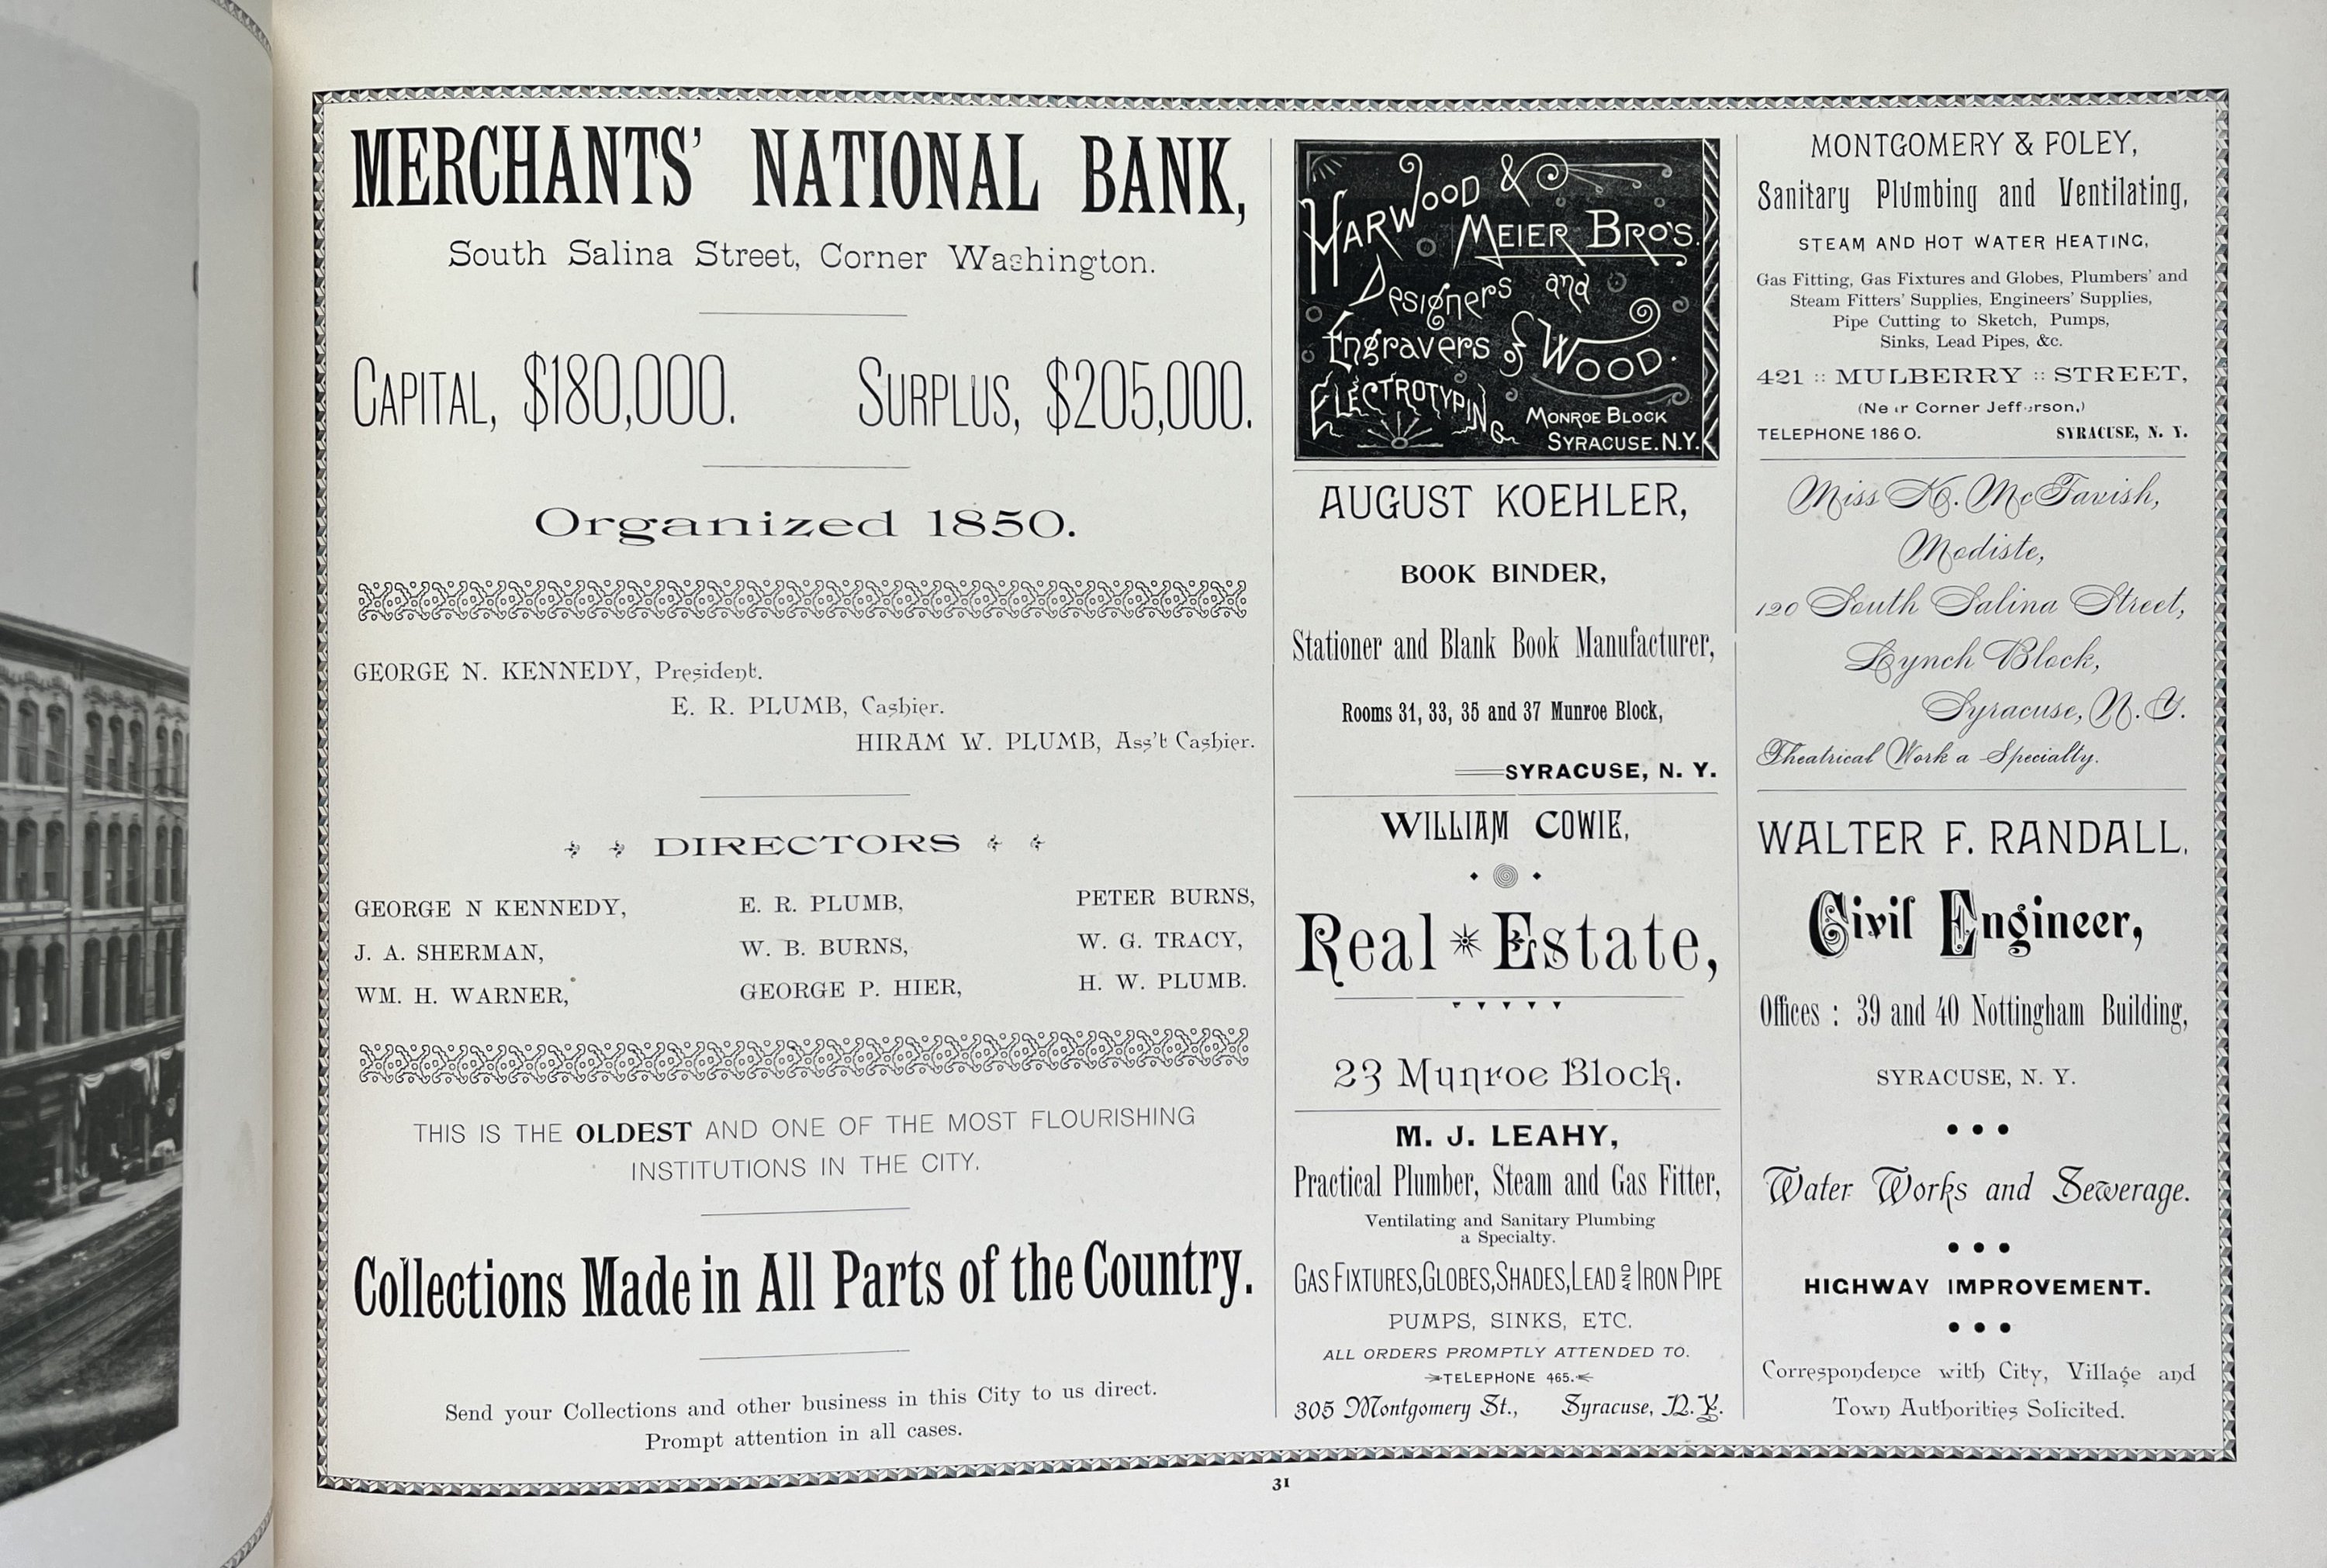 MERCHANTS' NATIONAL BANK,
South Salina Street, Corner Washington.
CAPITAL, $180,000. SURPLUS, $205,000.
Organized 1850.
GEORGE N. KENNEDY, President.
E. R. PLUMB, Cashier.
HIRAM W. PLUMB, Ass't Cashier.
DIRECTORS
GEORGE N KENNEDY, E. R. PLUMB, PETER BURNS,
J. A. SHERMAN, W. B. BURNS, W. G. TRACY,
WM. H. WARNER, GEORGE P. HIER, H. W. PLUMB.
THIS IS THE OLDEST AND ONE OF THE MOST FLOURISHING
INSTITUTIONS IN THE CITY.
Collections Made in All Parts of the Country.
Send your Collections and other business in this City to us direct.
Prompt attention in all cases.
HARWOOD &
MEIER BRO'S.
Designers and
Engravers of WOOD.
ELECTROTYPING
MONROE BLOCK
SYRACUSE. N.Y.
AUGUST KOEHLER,
BOOK BINDER,
Stationer and Blank Book Manufacturer,
Rooms 31, 33, 35 and 37 Munroe Block,
SYRACUSE, N. Y.
WILLIAM COWIE,
Real Estate,
23 Munroe Block.
M. J. LEAHY,
Practical Plumber, Steam and Gas Fitter,
Ventilating and Sanitary Plumbing
a Specialty.
GAS FIXTURES, GLOBES, SHADES, LEAD AND IRON PIPE
PUMPS, SINKS, ETC.
ALL ORDERS PROMPTLY ATTENDED TO.
TELEPHONE 465.
305 Montgomery St., Syracuse, N. Y.
MONTGOMERY & FOLEY,
Sanitary Plumbing and Ventilating,
STEAM AND HOT WATER HEATING,
Gas Fitting, Gas Fixtures and Globes, Plumbers' and
Steam Fitters' Supplies, Engineers' Supplies,
Pipe Cutting to Sketch, Pumps,
Sinks, Lead Pipes, &c.
421 :: MULBERRY :: STREET,
(Near Corner Jefferson,)
TELEPHONE 186 O. SYRACUSE, N. Y.
Miss K. McTavish,
Modiste,
120 South Salina Street,
Lynch Block,
Syracuse, N. Y.
Theatrical Work a Specialty.
WALTER F. RANDALL,
Civil Engineer,
Offices : 39 and 40 Nottingham Building,
SYRACUSE, N. Y.
Water Works and Sewerage.
HIGHWAY IMPROVEMENT.
Correspondence with City, Village and
Town Authorities Solicited.
31